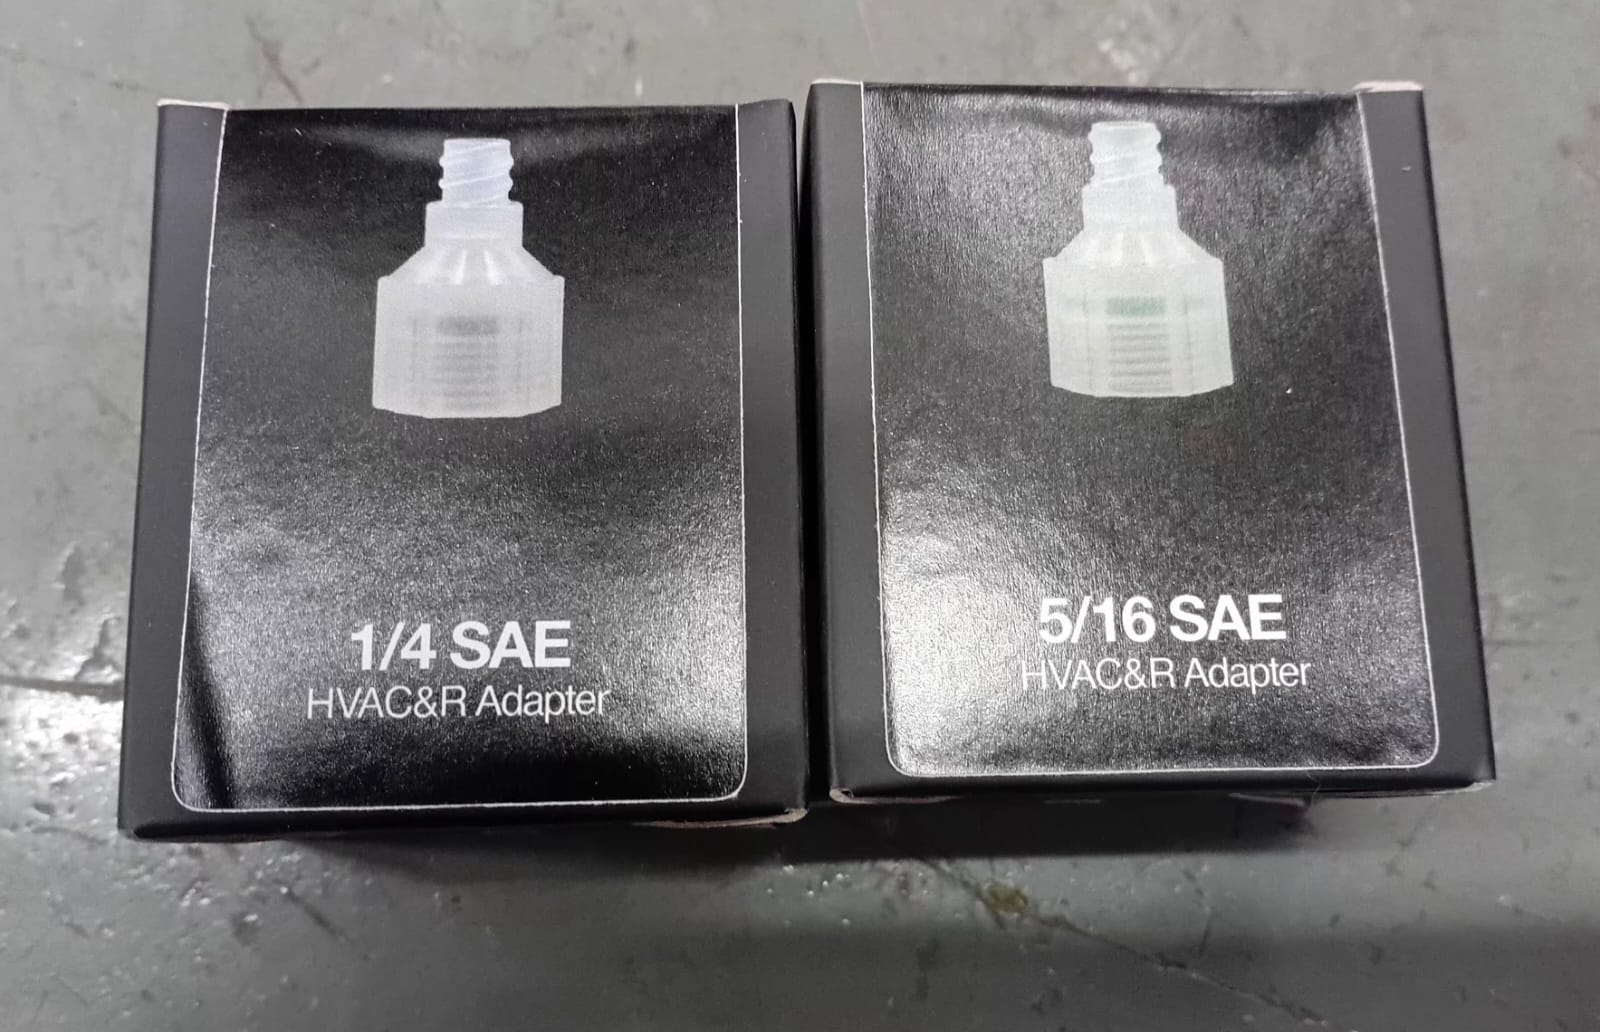 1/4 SAE
HVAC&R Adapter
5/16 SAE
HVAC&R Adapter